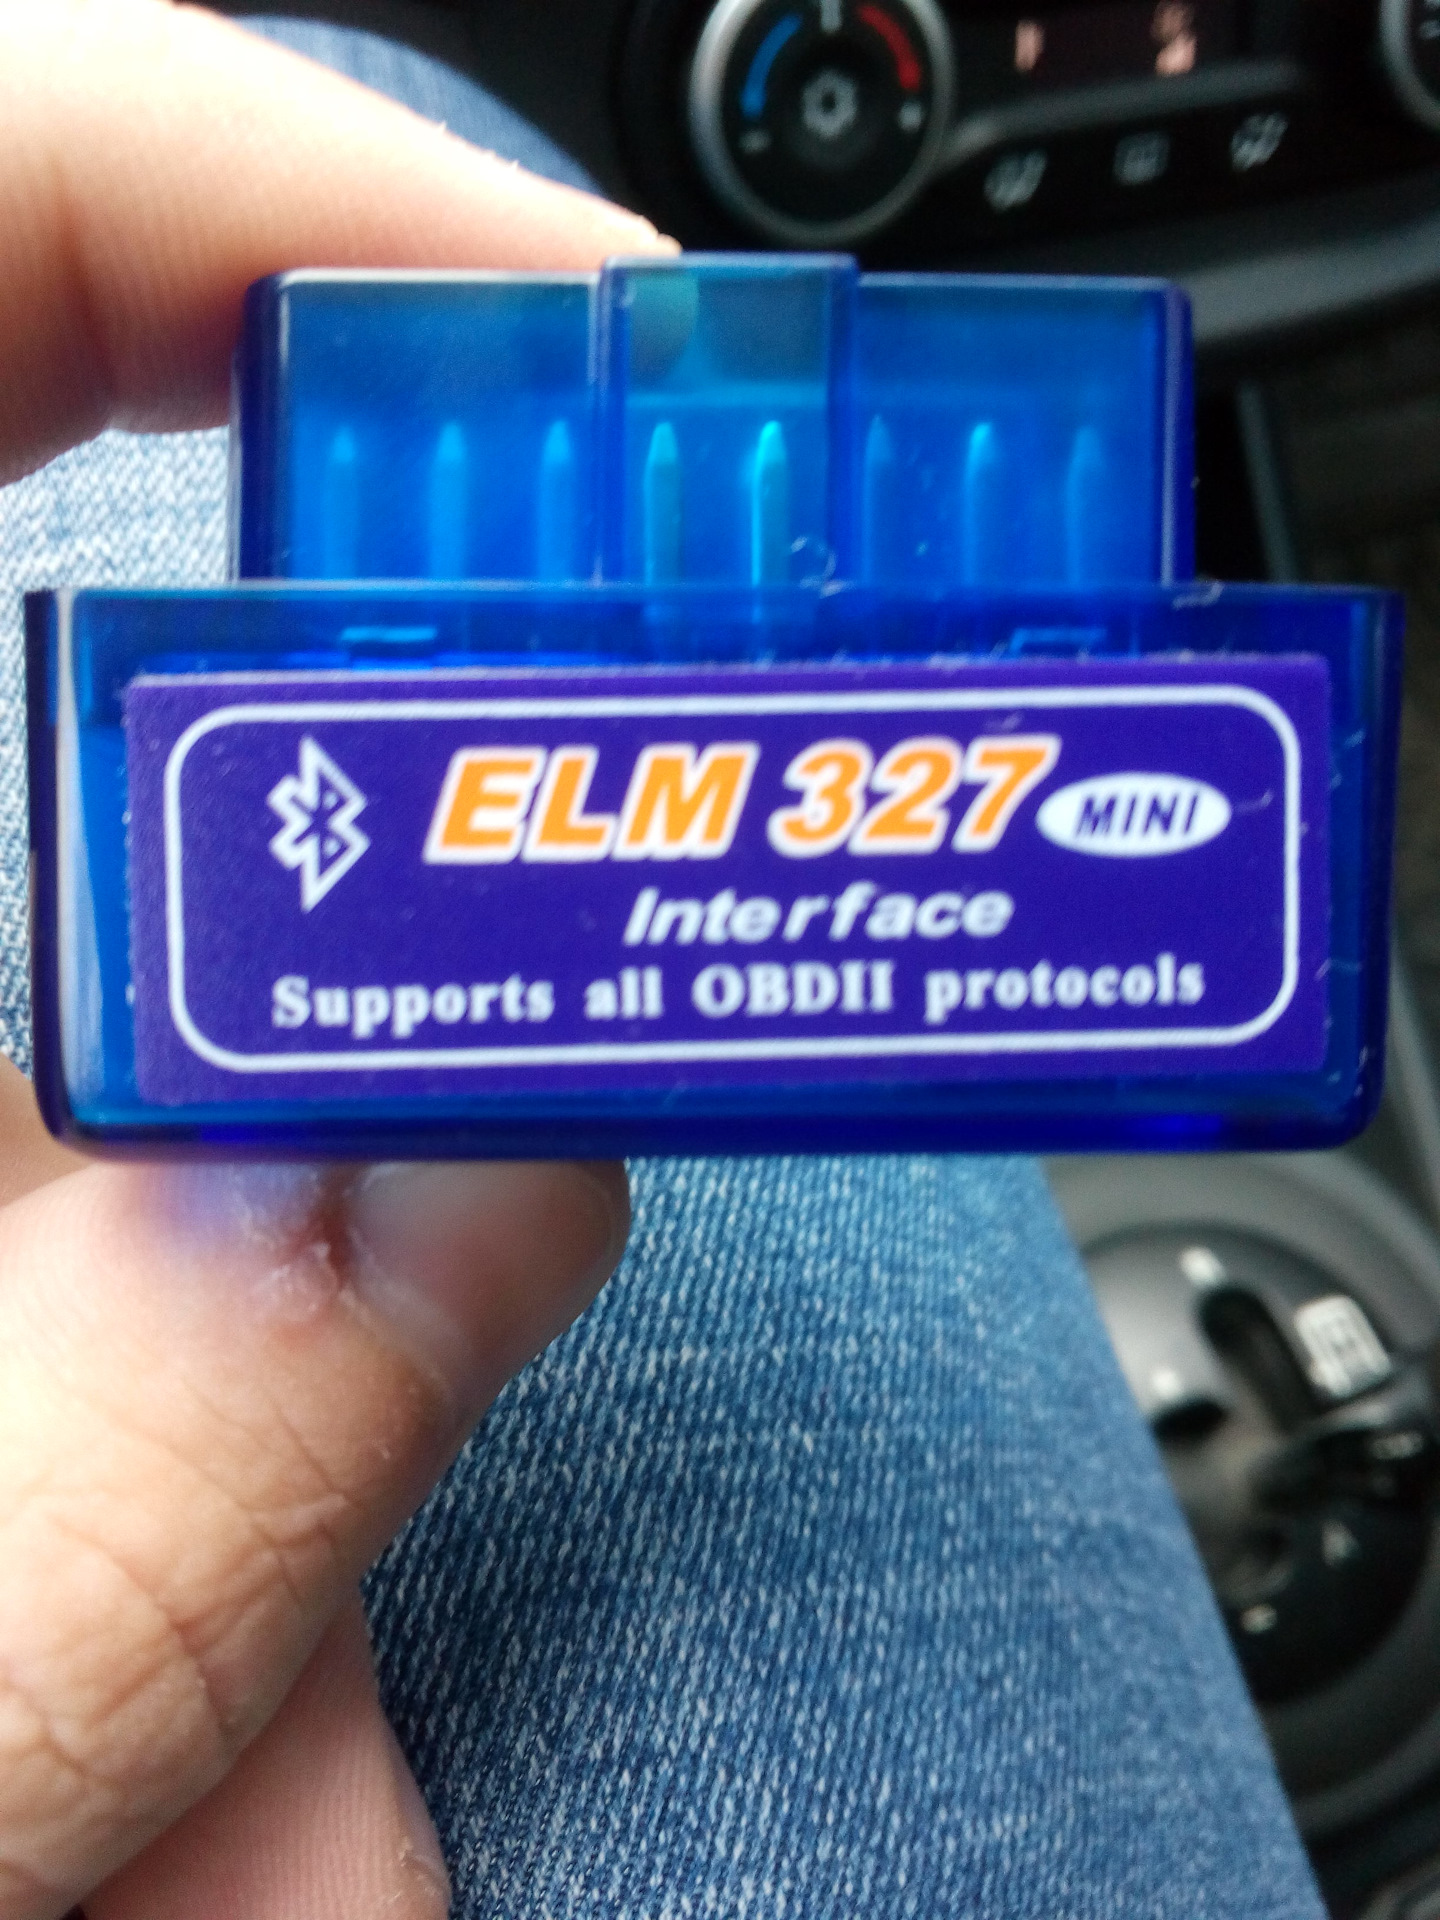 ELM 327 MINI
Interface
Supports all OBDII protocols